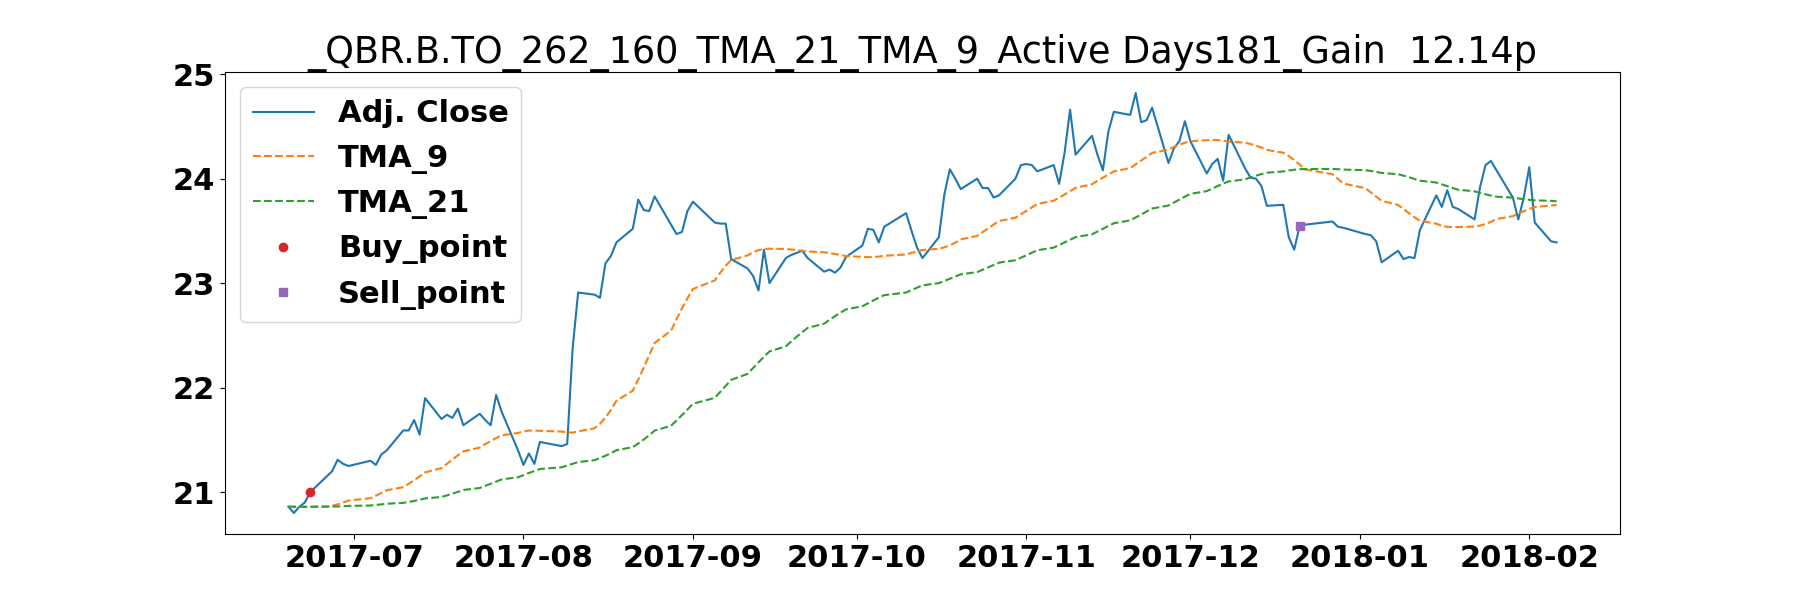 _QBR.B.TO_262_160_TMA_21_TMA_9_Active Days181_Gain  12.14p
25
24
23
22
21
Adj. Close
TMA_9
TMA_21
Buy_point
Sell_point
2017-07 2017-08 2017-09 2017-10 2017-11 2017-12 2018-01 2018-02